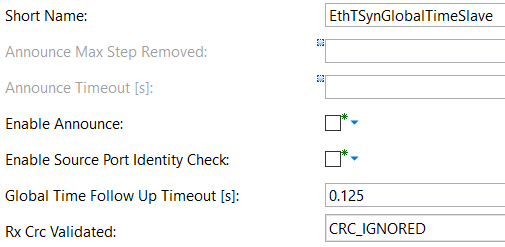 Short Name: EthTSynGlobalTimeSlave
Announce Max Step Removed:
Announce Timeout [s]:
Enable Announce:
Enable Source Port Identity Check:
Global Time Follow Up Timeout [s]: 0.125
Rx Crc Validated: CRC_IGNORED